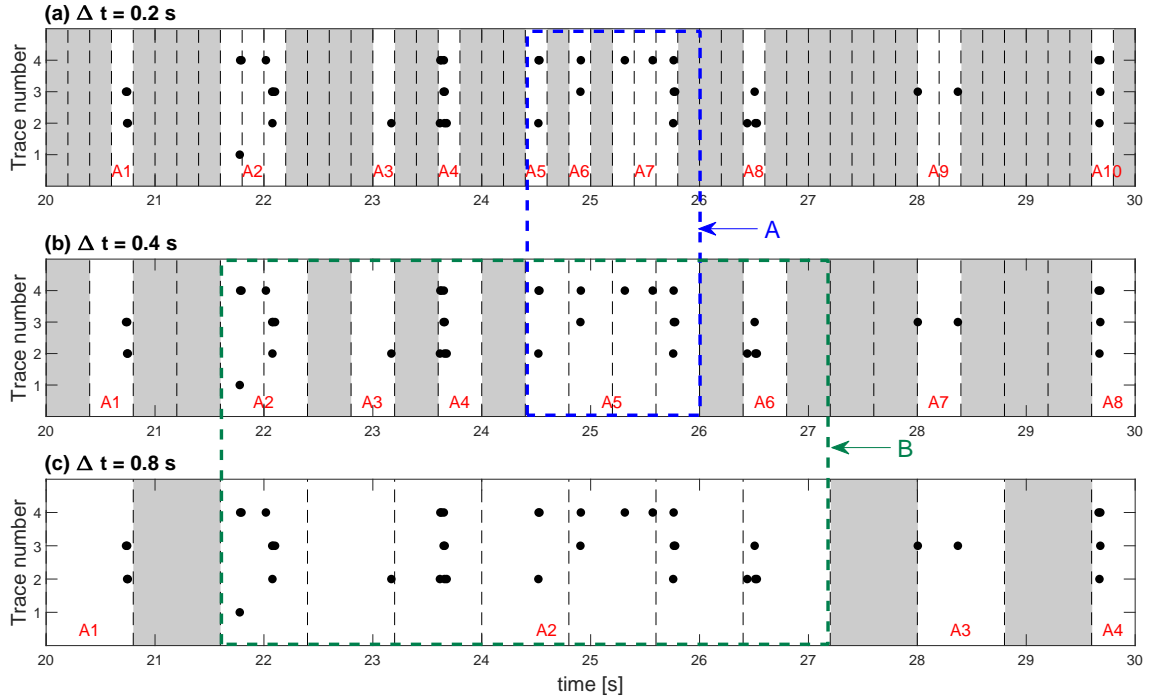 (a) Δ t = 0.2 s
Trace number
4
3
2
1
A1 A2 A3 A4 A5 A6 A7 A8 A9 A10
20 21 22 23 24 25 26 27 28 29 30
A
(b) Δ t = 0.4 s
Trace number
4
3
2
1
A1 A2 A3 A4 A5 A6 A7 A8
20 21 22 23 24 25 26 27 28 29 30
B
(c) Δ t = 0.8 s
Trace number
4
3
2
1
A1 A2 A3 A4
20 21 22 23 24 25 26 27 28 29 30
time [s]